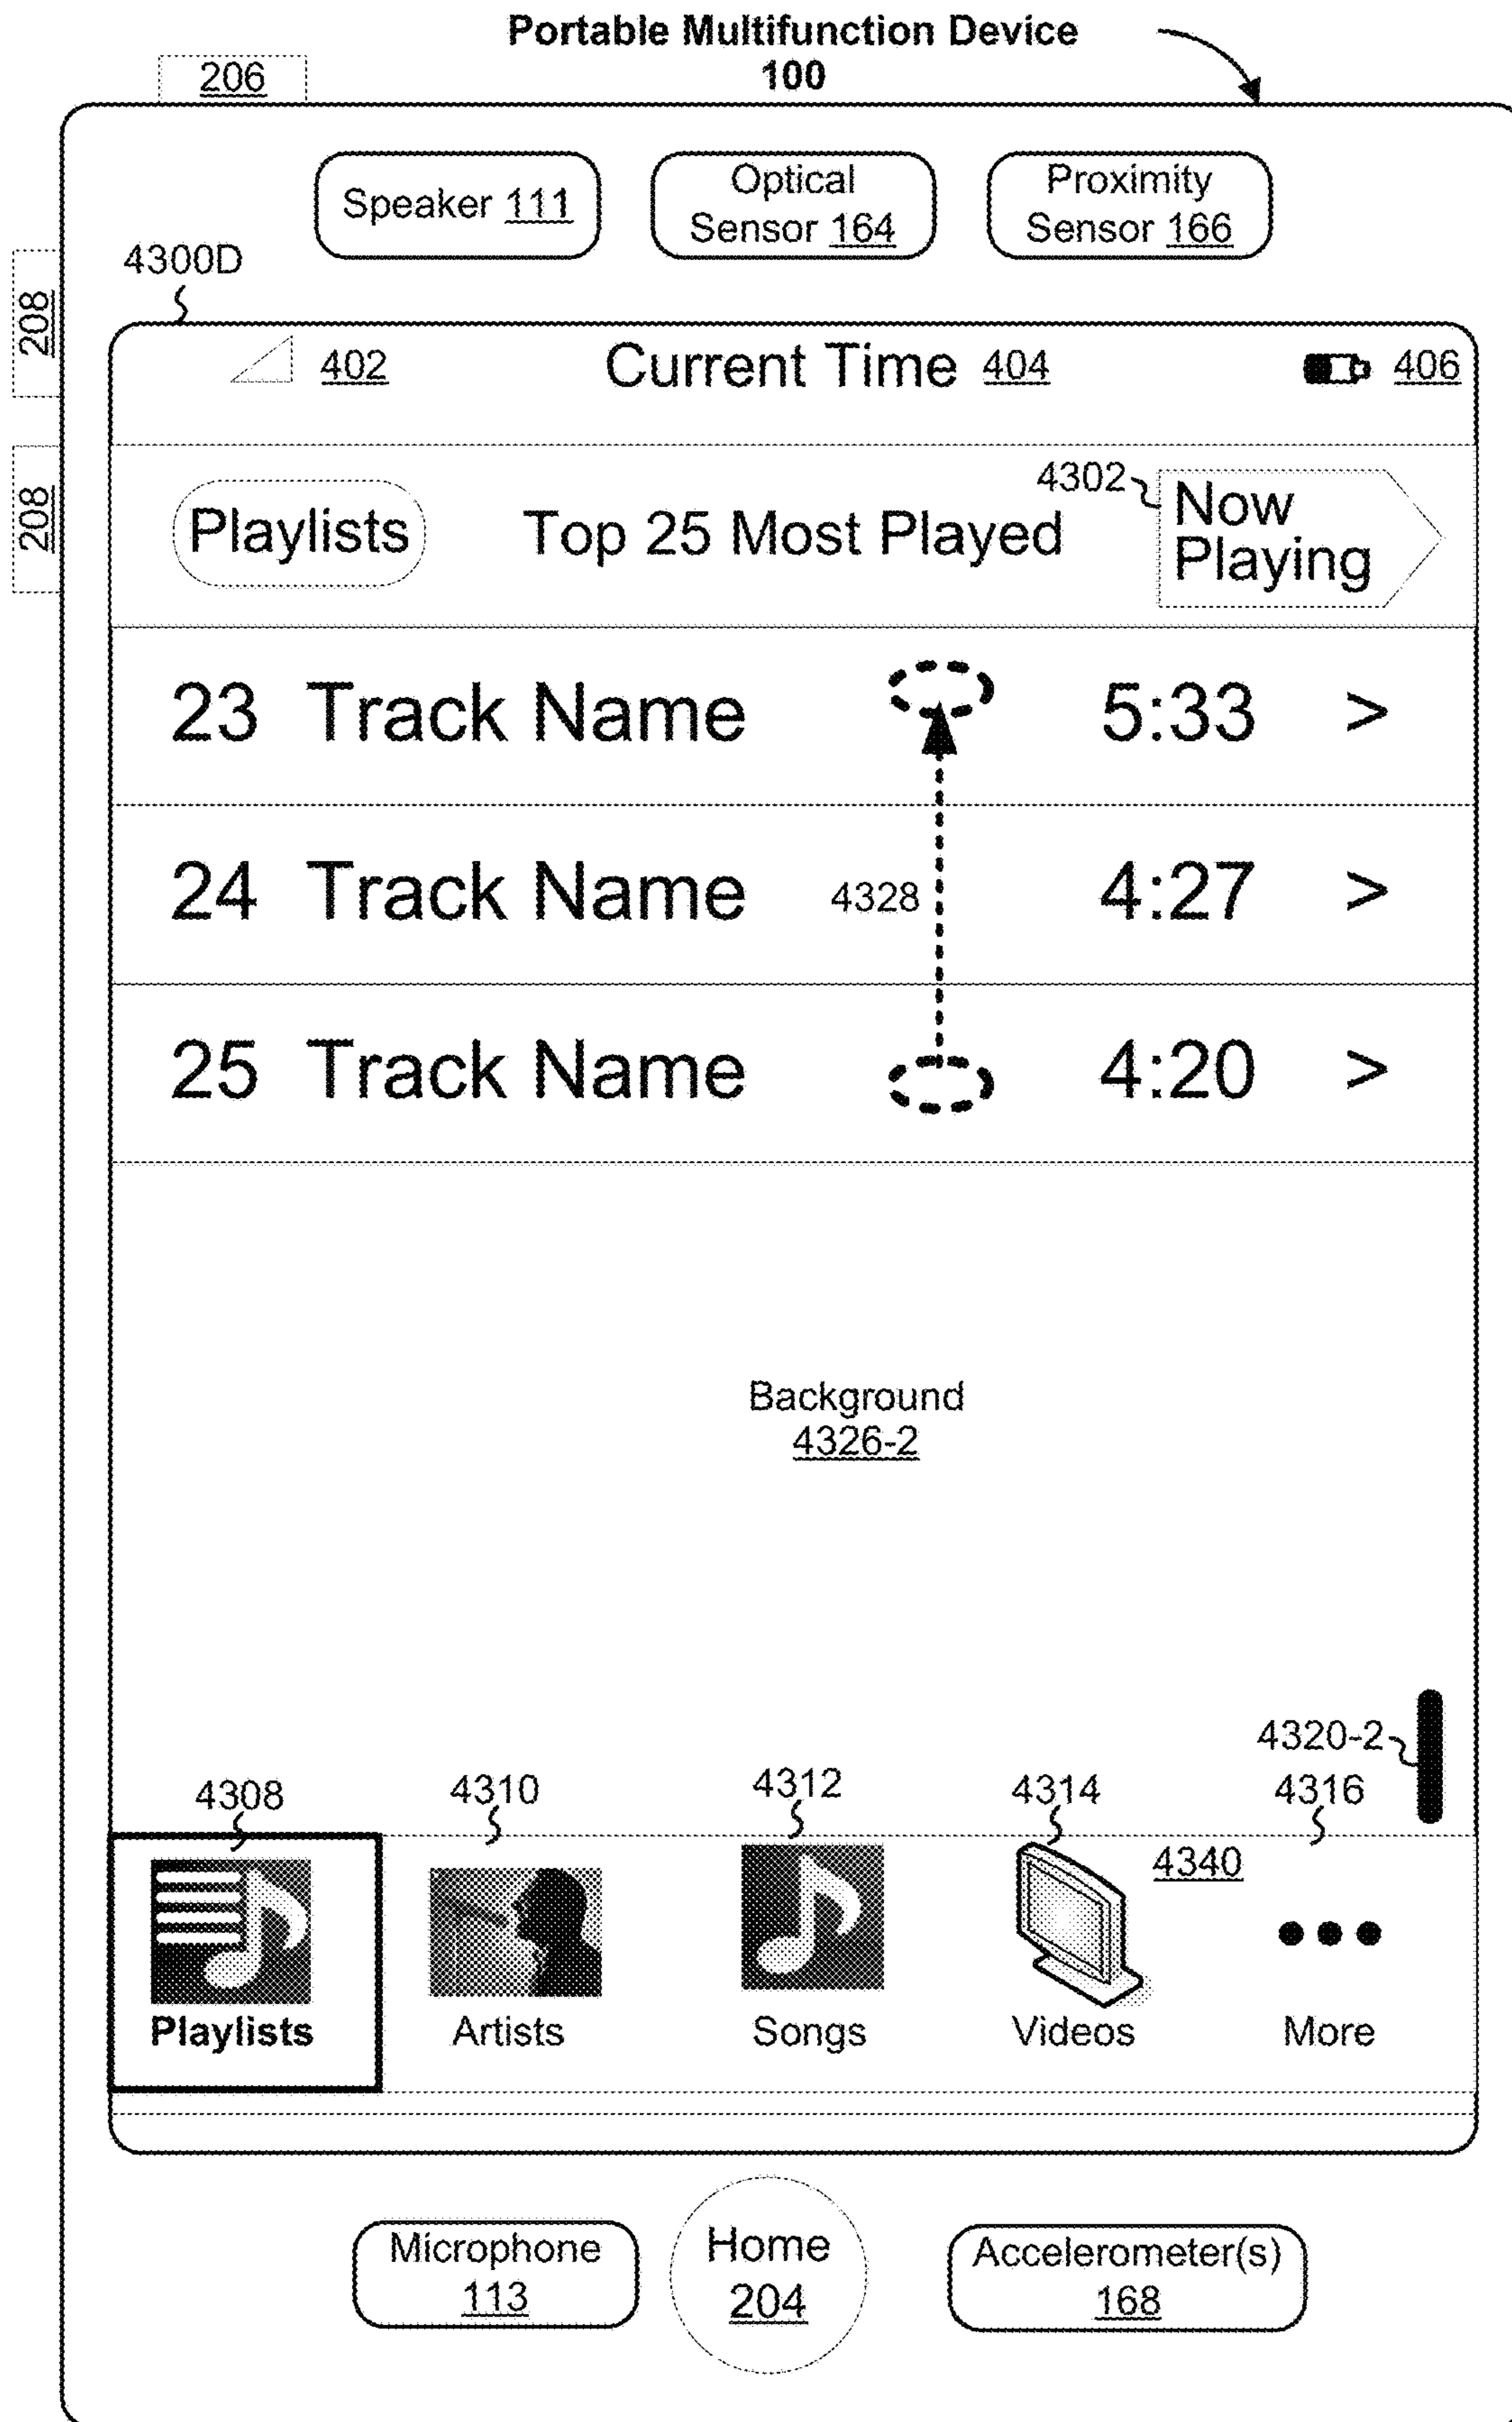 Portable Multifunction Device
100
206
Speaker 111
Optical
Sensor 164
Proximity
Sensor 166
4300D
208
402
Current Time 404
406
208
Playlists
Top 25 Most Played
4302
Now
Playing
23 Track Name 5:33 >
24 Track Name 4328 4:27 >
25 Track Name 4:20 >
Background
4326-2
4320-2
4308
4310
4312
4314
4316
4340
Playlists
Artists
Songs
Videos
More
Microphone
113
Home
204
Accelerometer(s)
168